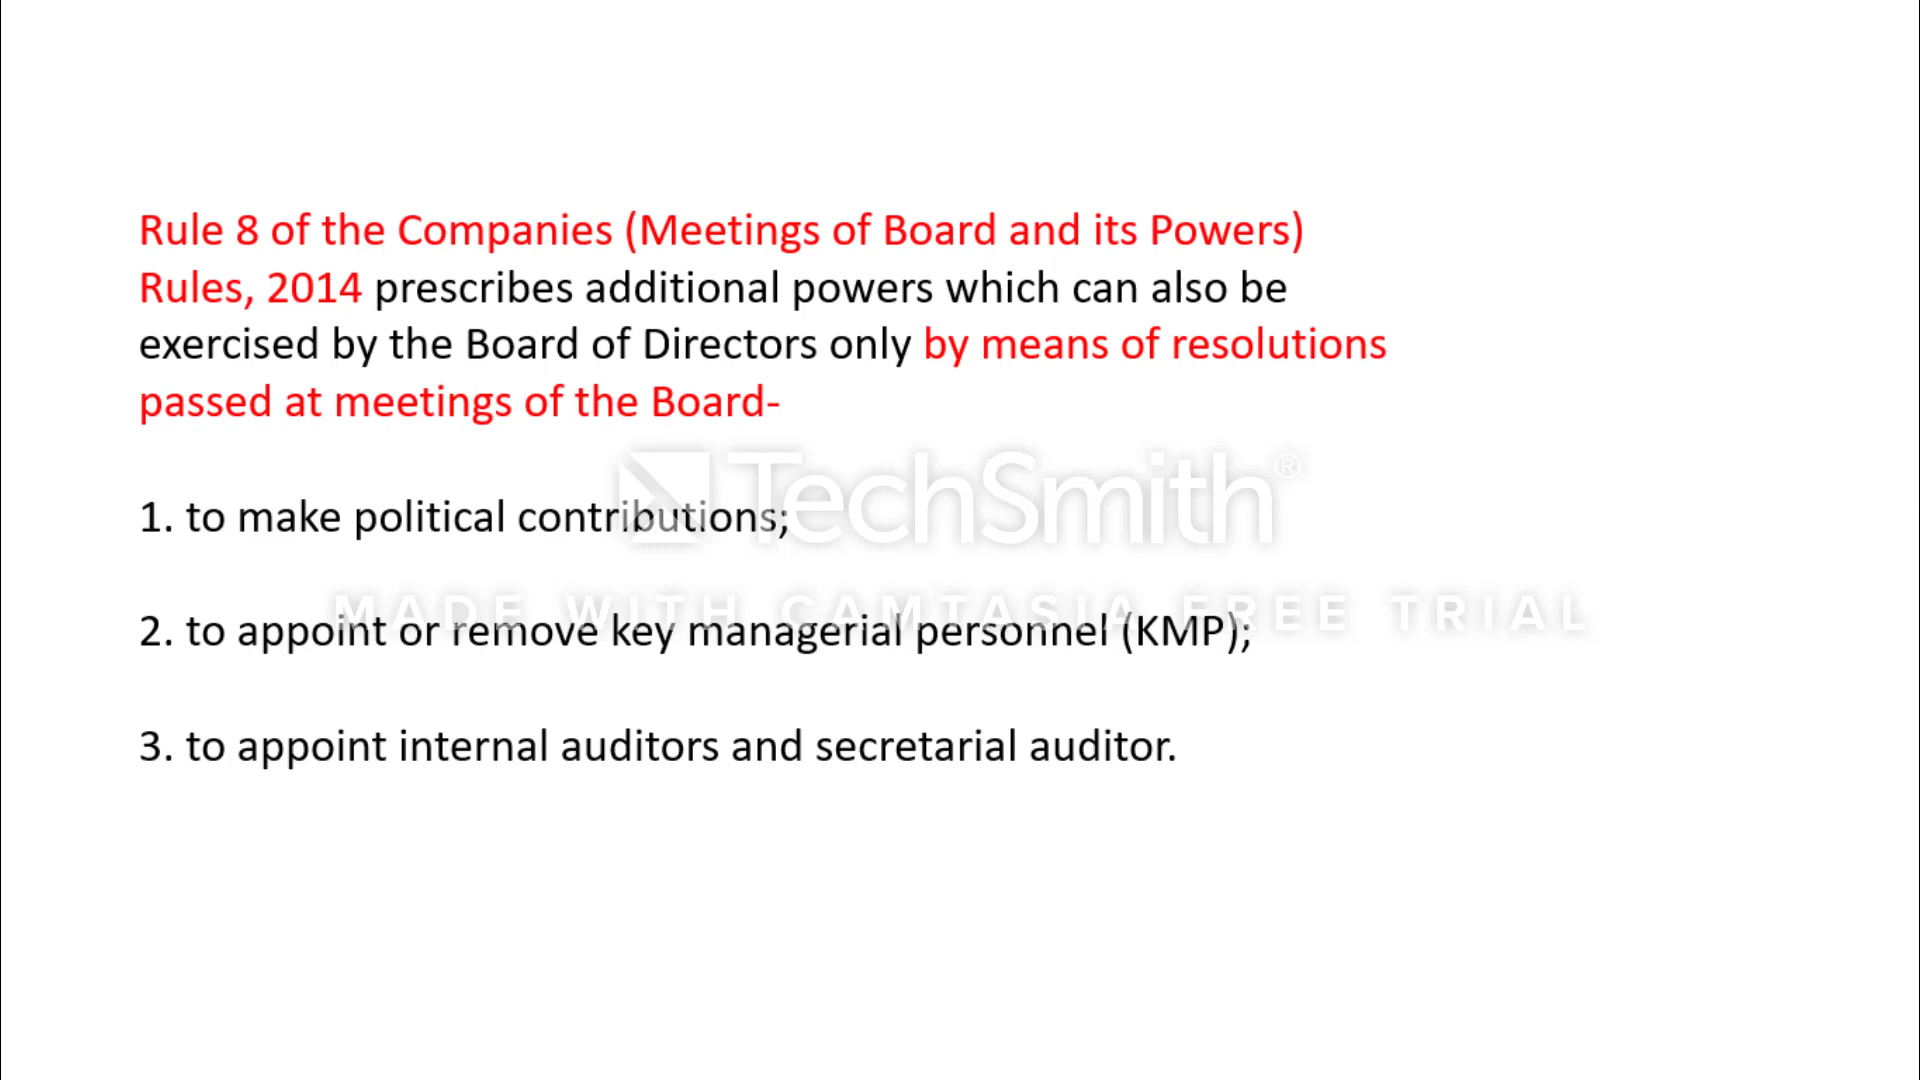 Rule 8 of the Companies (Meetings of Board and its Powers)
Rules, 2014 prescribes additional powers which can also be
exercised by the Board of Directors only by means of resolutions
passed at meetings of the Board-
TechSmith®
1. to make political contributions;
MADE WITH CAMTASIA FREE TRIAL
2. to appoint or remove key managerial personnel (KMP);
3. to appoint internal auditors and secretarial auditor.